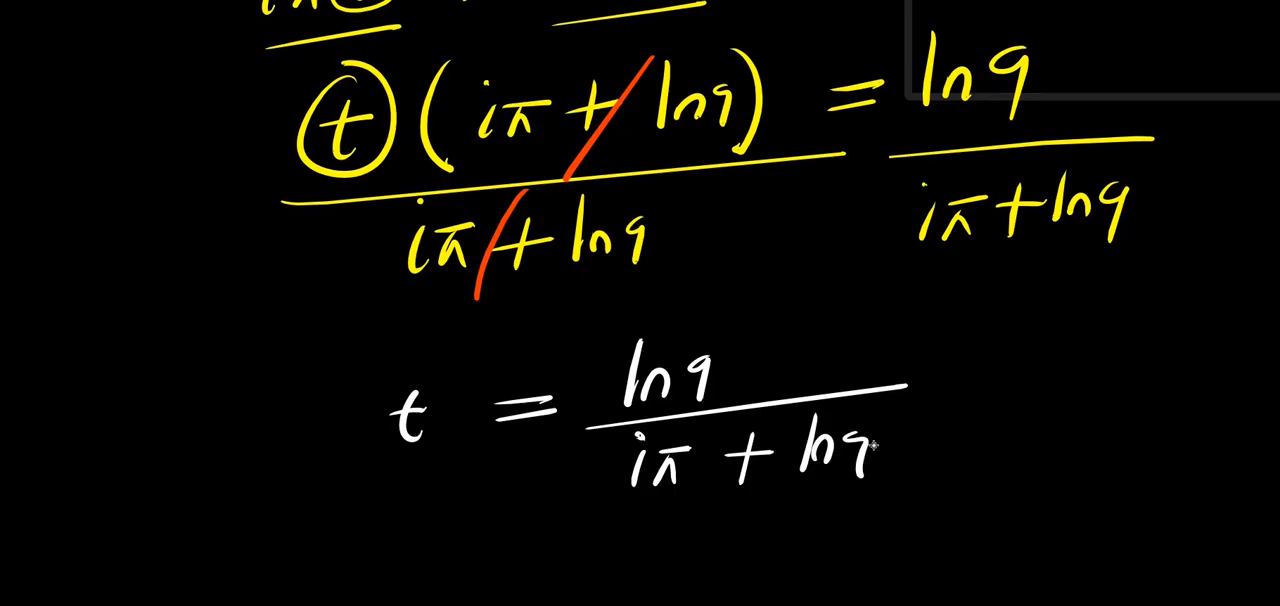 t ( iπ + ln9 ) = ln9
iπ + ln9 iπ + ln9
t = ln9
iπ + ln9